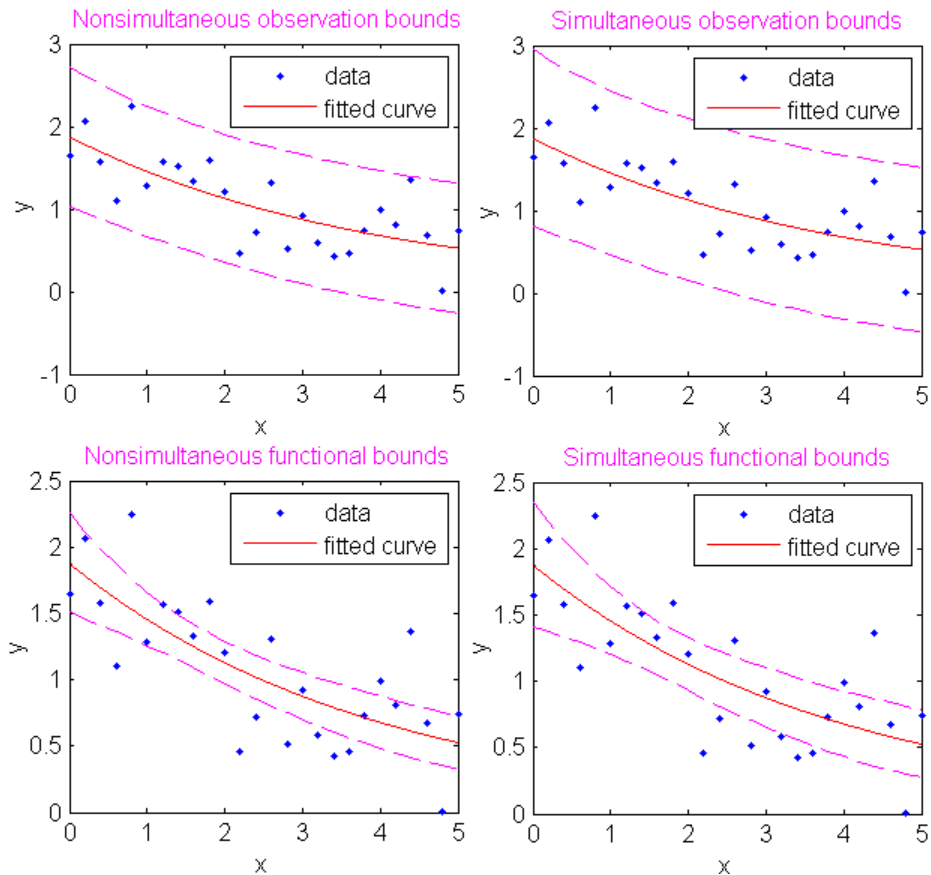 Nonsimultaneous observation bounds
3
data
fitted curve
2
y
1
0
-1
0 1 2 3 4 5
x
Simultaneous observation bounds
3
data
fitted curve
2
y
1
0
-1
0 1 2 3 4 5
x
Nonsimultaneous functional bounds
2.5
data
fitted curve
2
1.5
y
1
0.5
0
0 1 2 3 4 5
x
Simultaneous functional bounds
2.5
data
fitted curve
2
1.5
y
1
0.5
0
0 1 2 3 4 5
x